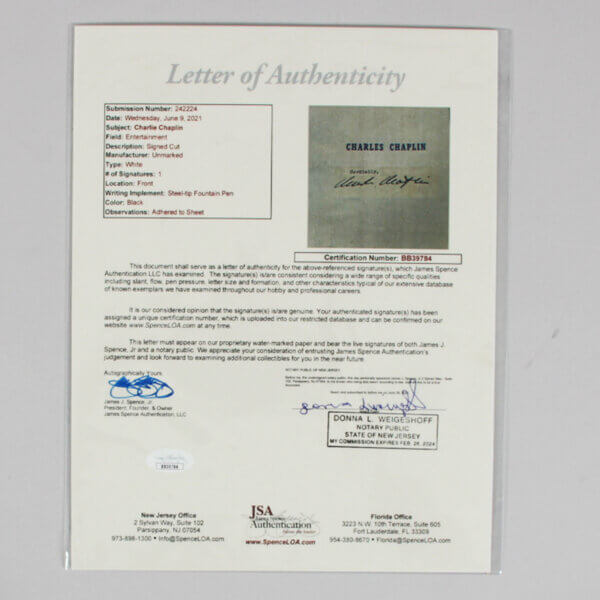 Letter of Authenticity
Submission Number: 242224
Date: Wednesday, June 9, 2021
Subject: Charlie Chaplin
Field: Entertainment
Description: Signed Cut
Manufacturer: Unmarked
Type: White
# of Signatures: 1
Location: Front
Writing Implement: Steel-tip Fountain Pen
Color: Black
Observations: Adhered to Sheet
CHARLES CHAPLIN
Cordially,
Charlie Chaplin
Certification Number: BB39784
This document shall serve as a letter of authenticity for the above-referenced signature(s), which James Spence
Authentication LLC has examined. The signature(s) is/are consistent considering a wide range of specific qualities
including slant, flow, pen pressure, letter size and formation, and other characteristics typical of our extensive database
of known exemplars we have examined throughout our hobby and professional careers.
It is our considered opinion that the signature(s) is/are genuine. Your authenticated signature(s) has been
assigned a unique certification number, which is uploaded into our restricted database and can be confirmed on our
website www.SpenceLOA.com at any time.
This letter must appear on our proprietary water-marked paper and bear the live signatures of both James J.
Spence, Jr and a notary public. We appreciate your consideration of entrusting James Spence Authentication's
judgement and look forward to examining additional collectibles for you in the near future.
Autographically Yours,
James J. Spence, Jr.
President, Founder, & Owner
James Spence Authentication, LLC
NOTARY PUBLIC OF NEW JERSEY
DONNA L. WEIGESHOFF
NOTARY PUBLIC
STATE OF NEW JERSEY
MY COMMISSION EXPIRES FEB. 26, 2024
BB39784
New Jersey Office
2 Sylvan Way, Suite 102
Parsippany, NJ 07054
973-898-1300 • Info@SpenceLOA.com
JSA
James Spence
Authentication
www.SpenceLOA.com
Florida Office
3223 N.W. 10th Terrace, Suite 605
Fort Lauderdale, FL 33309
954-380-8670 • Florida@SpenceLOA.com